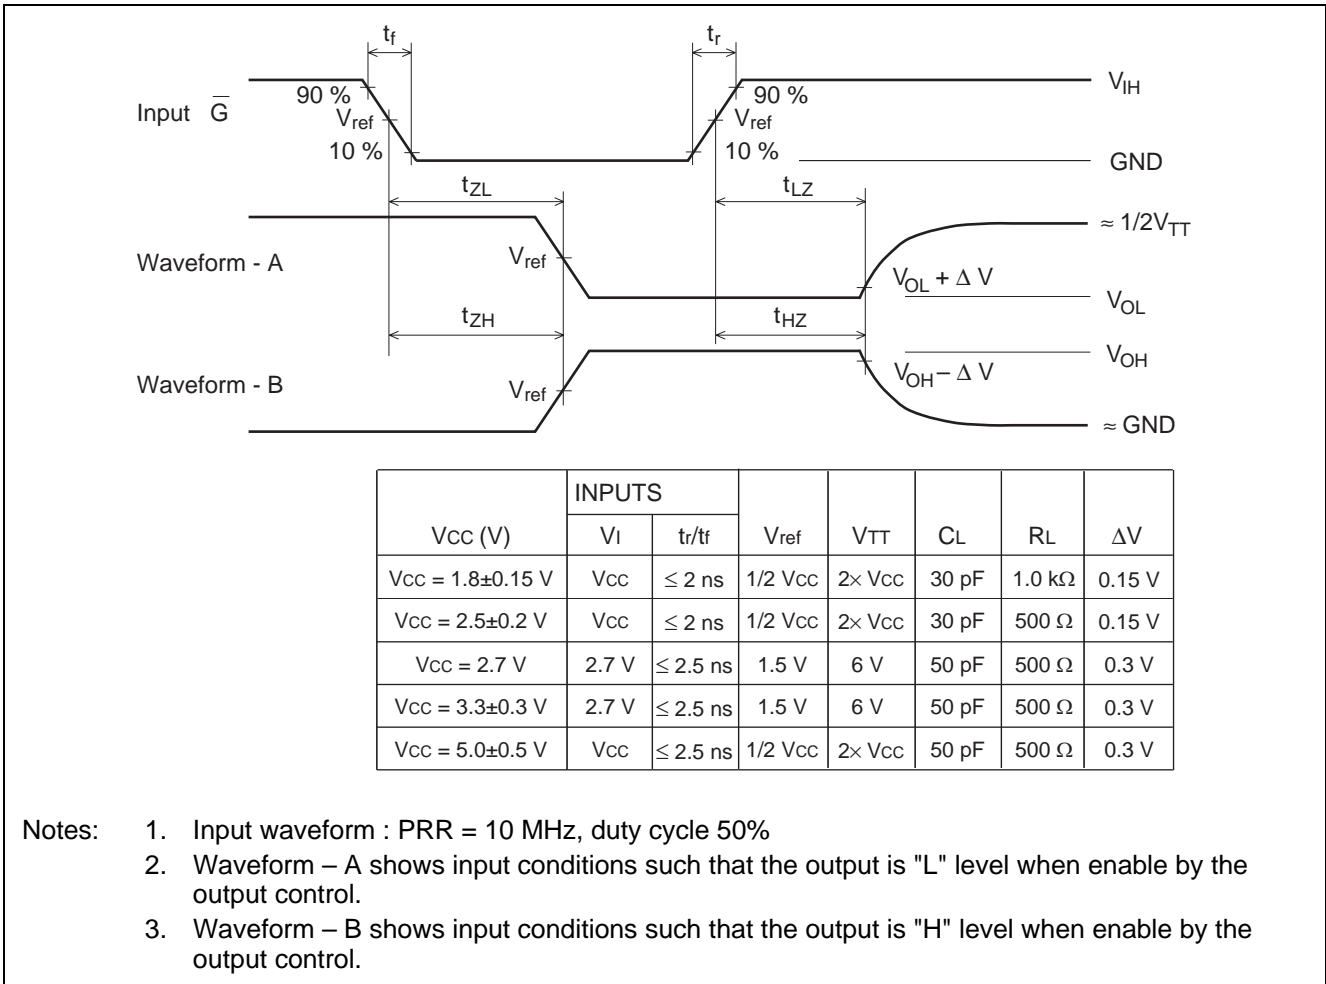 tf
tr
Input G̅
90 %
Vref
10 %
90 %
Vref
10 %
VIH
GND
tZL
tLZ
Waveform - A
Vref
VOL + Δ V
≈ 1/2VTT
VOL
tZH
tHZ
Waveform - B
Vref
VOH – Δ V
VOH
≈ GND
INPUTS
VCC (V) VI tr/tf Vref VTT CL RL ΔV
VCC = 1.8±0.15 V VCC ≤ 2 ns 1/2 VCC 2× VCC 30 pF 1.0 kΩ 0.15 V
VCC = 2.5±0.2 V VCC ≤ 2 ns 1/2 VCC 2× VCC 30 pF 500 Ω 0.15 V
VCC = 2.7 V 2.7 V ≤ 2.5 ns 1.5 V 6 V 50 pF 500 Ω 0.3 V
VCC = 3.3±0.3 V 2.7 V ≤ 2.5 ns 1.5 V 6 V 50 pF 500 Ω 0.3 V
VCC = 5.0±0.5 V VCC ≤ 2.5 ns 1/2 VCC 2× VCC 50 pF 500 Ω 0.3 V
Notes: 1. Input waveform : PRR = 10 MHz, duty cycle 50%
2. Waveform – A shows input conditions such that the output is "L" level when enable by the
output control.
3. Waveform – B shows input conditions such that the output is "H" level when enable by the
output control.